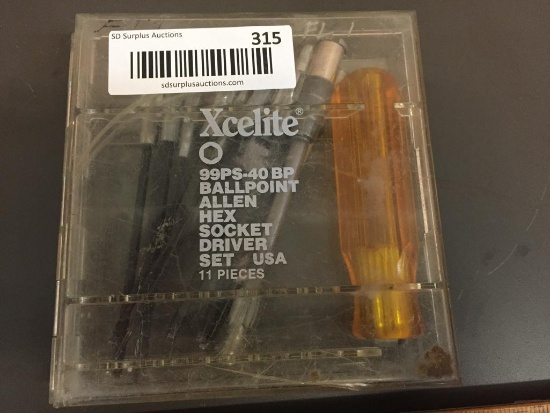 SD Surplus Auctions
315
sdsurplusauctions.com
Xcelite®
99PS-40 BP
BALLPOINT
ALLEN
HEX
SOCKET
DRIVER
SET USA
11 PIECES